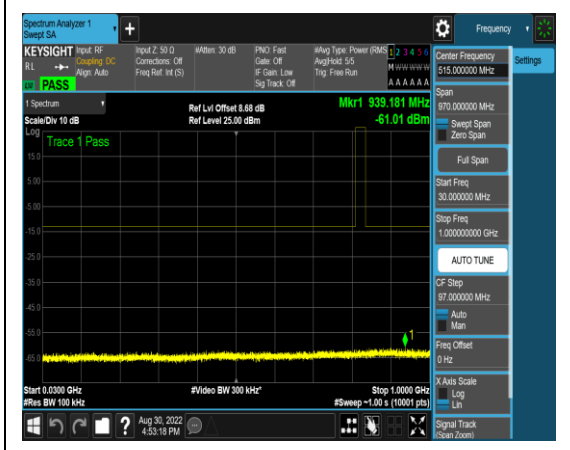 Spectrum Analyzer 1
Swept SA
Frequency
KEYSIGHT
RL
PASS
Input: RF
Coupling: DC
Align: Auto
Input Z: 50 Ω
Corrections: Off
Freq Ref: Int (S)
#Atten: 30 dB
PNO: Fast
Gate: Off
IF Gain: Low
Sig Track: Off
#Avg Type: Power (RMS
Avg|Hold: 5/5
Trig: Free Run
1 2 3 4 5 6
M W W W W W
A A A A A A
1 Spectrum
Scale/Div 10 dB
Ref Lvl Offset 8.68 dB
Ref Level 25.00 dBm
Mkr1 939.181 MHz
-61.01 dBm
Log
Trace 1 Pass
15.0
5.00
-5.00
-15.0
-25.0
-35.0
-45.0
-55.0
-65.0
1
Start 0.0300 GHz
#Res BW 100 kHz
#Video BW 300 kHz*
Stop 1.0000 GHz
#Sweep ~1.00 s (10001 pts)
Aug 30, 2022
4:53:18 PM
Center Frequency
515.000000 MHz
Settings
Span
970.000000 MHz
Swept Span
Zero Span
Full Span
Start Freq
30.000000 MHz
Stop Freq
1.000000000 GHz
AUTO TUNE
CF Step
97.000000 MHz
Auto
Man
Freq Offset
0 Hz
X Axis Scale
Log
Lin
Signal Track
(Span Zoom)